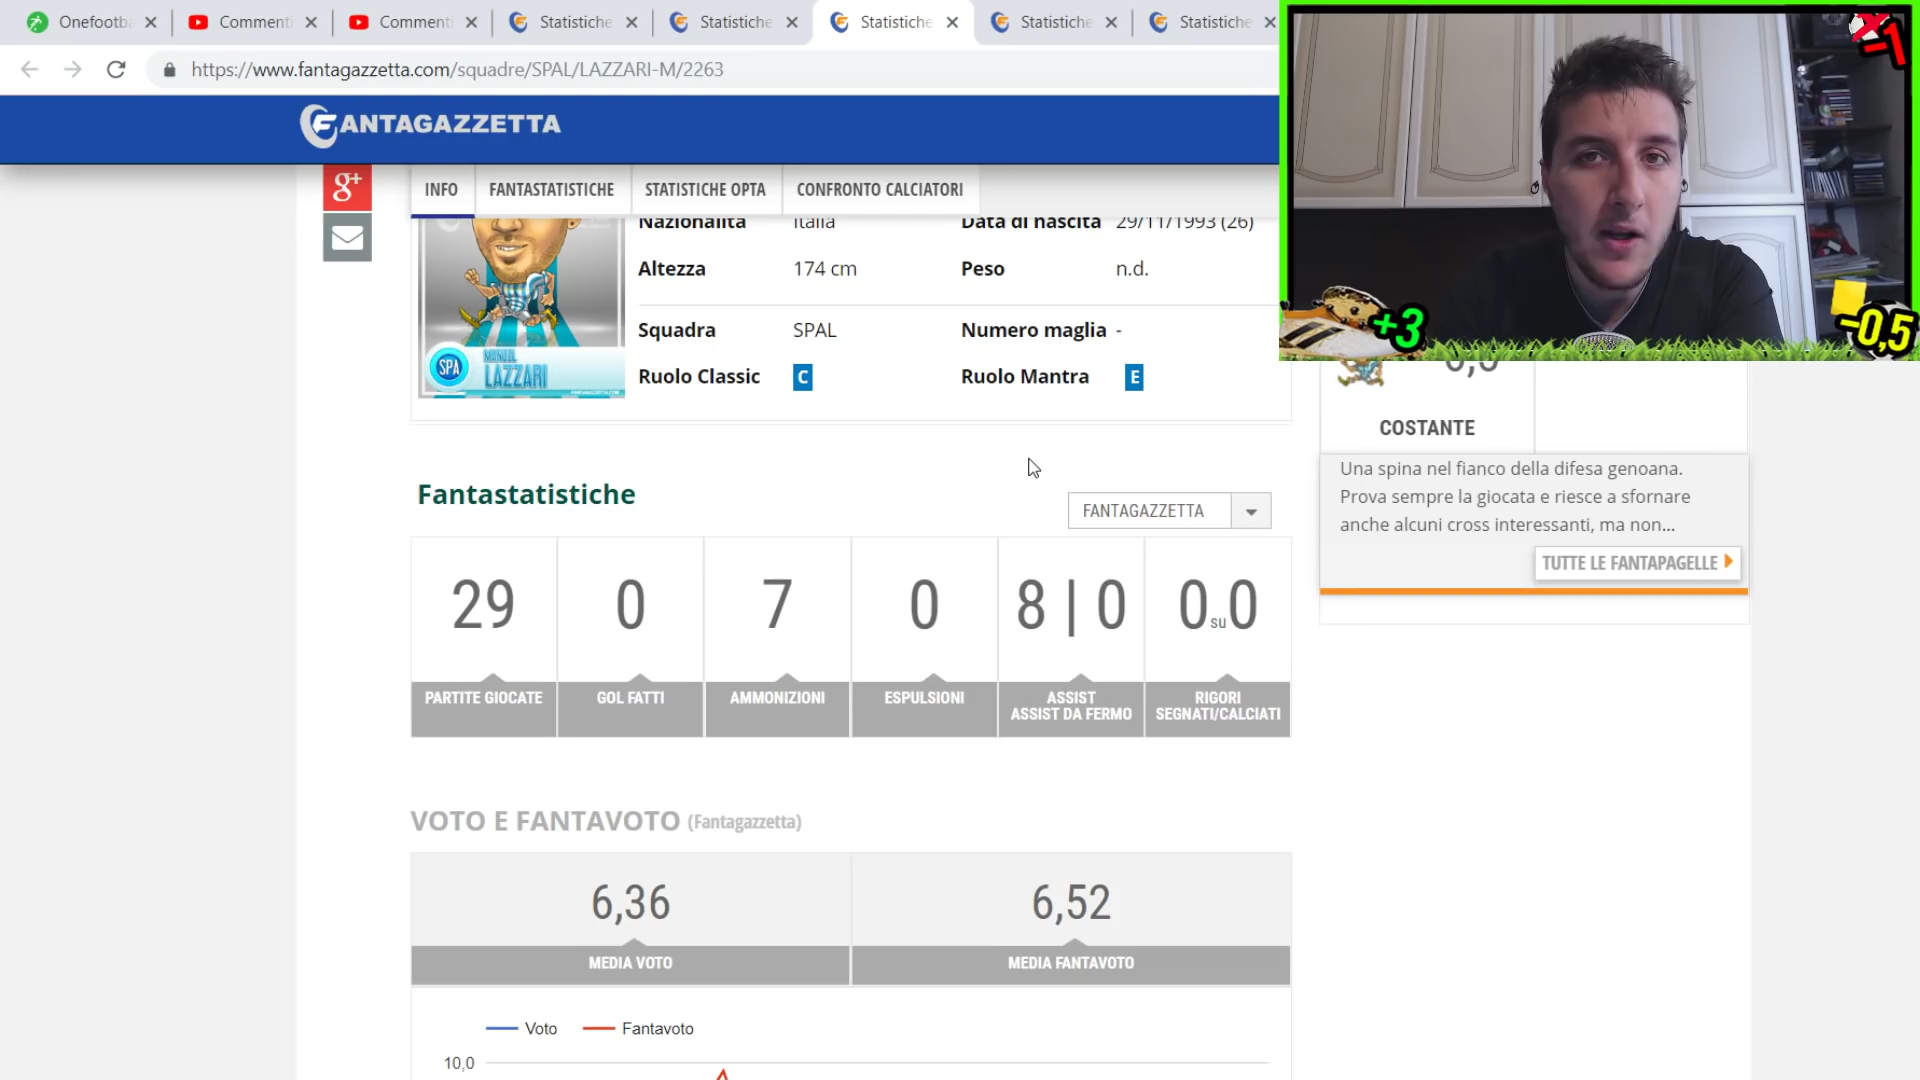 Onefootba
Comment
Comment
Statistiche
Statistiche
Statistiche
Statistiche
Statistiche
https://www.fantagazzetta.com/squadre/SPAL/LAZZARI-M/2263
FANTAGAZZETTA
g+
INFO
FANTASTATISTICHE
STATISTICHE OPTA
CONFRONTO CALCIATORI
Nazionalità Italia
Data di nascita 29/11/1993 (26)
Altezza 174 cm
Peso n.d.
Squadra SPAL
Numero maglia -
Ruolo Classic C
Ruolo Mantra E
SPA
MANUEL
LAZZARI
-1
+3
-0,5
COSTANTE
Una spina nel fianco della difesa genoana.
Prova sempre la giocata e riesce a sfornare
anche alcuni cross interessanti, ma non...
TUTTE LE FANTAPAGELLE
Fantastatistiche
FANTAGAZZETTA
29
PARTITE GIOCATE
0
GOL FATTI
7
AMMONIZIONI
0
ESPULSIONI
8 | 0
ASSIST
ASSIST DA FERMO
0 su 0
RIGORI
SEGNATI/CALCIATI
VOTO E FANTAVOTO (Fantagazzetta)
6,36
MEDIA VOTO
6,52
MEDIA FANTAVOTO
Voto
Fantavoto
10,0